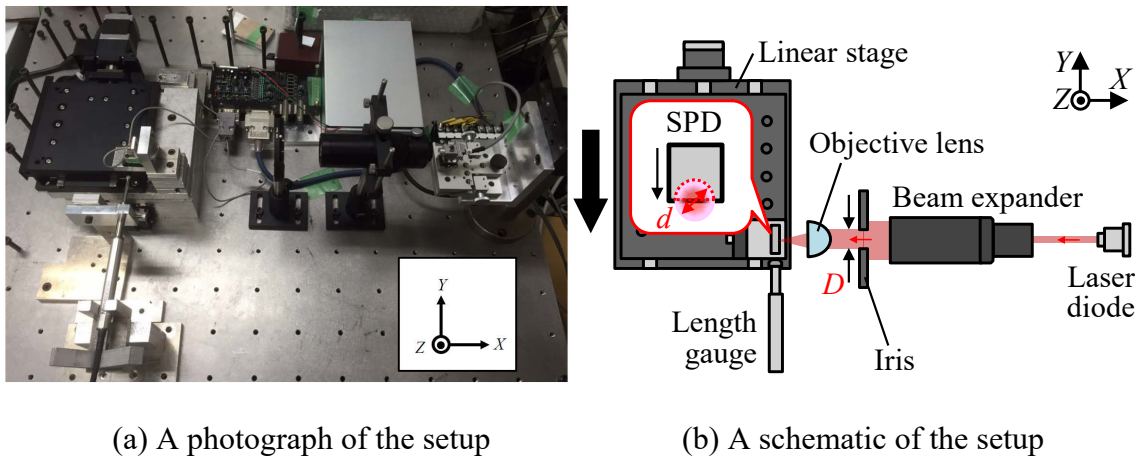 Y
X
Z
Linear stage
SPD
d
Objective lens
Beam expander
D
Length
gauge
Iris
Laser
diode
Y
X
Z
(a) A photograph of the setup
(b) A schematic of the setup